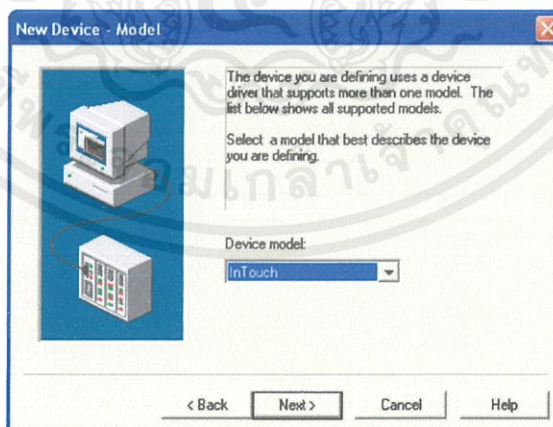 New Device - Model
The device you are defining uses a device
driver that supports more than one model. The
list below shows all supported models.
Select a model that best describes the device
you are defining.
Device model:
InTouch
< Back
Next >
Cancel
Help